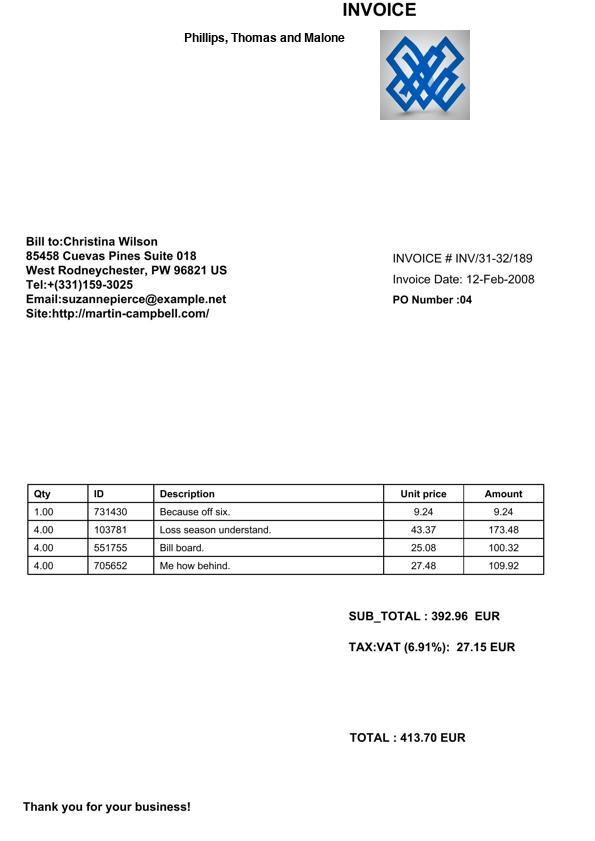 INVOICE
Phillips, Thomas and Malone
Bill to:Christina Wilson
85458 Cuevas Pines Suite 018
West Rodneychester, PW 96821 US
Tel:+(331)159-3025
Email:suzannepierce@example.net
Site:http://martin-campbell.com/
INVOICE # INV/31-32/189
Invoice Date: 12-Feb-2008
PO Number :04
Qty ID Description Unit price Amount
1.00 731430 Because off six. 9.24 9.24
4.00 103781 Loss season understand. 43.37 173.48
4.00 551755 Bill board. 25.08 100.32
4.00 705652 Me how behind. 27.48 109.92
SUB_TOTAL : 392.96 EUR
TAX:VAT (6.91%): 27.15 EUR
TOTAL : 413.70 EUR
Thank you for your business!